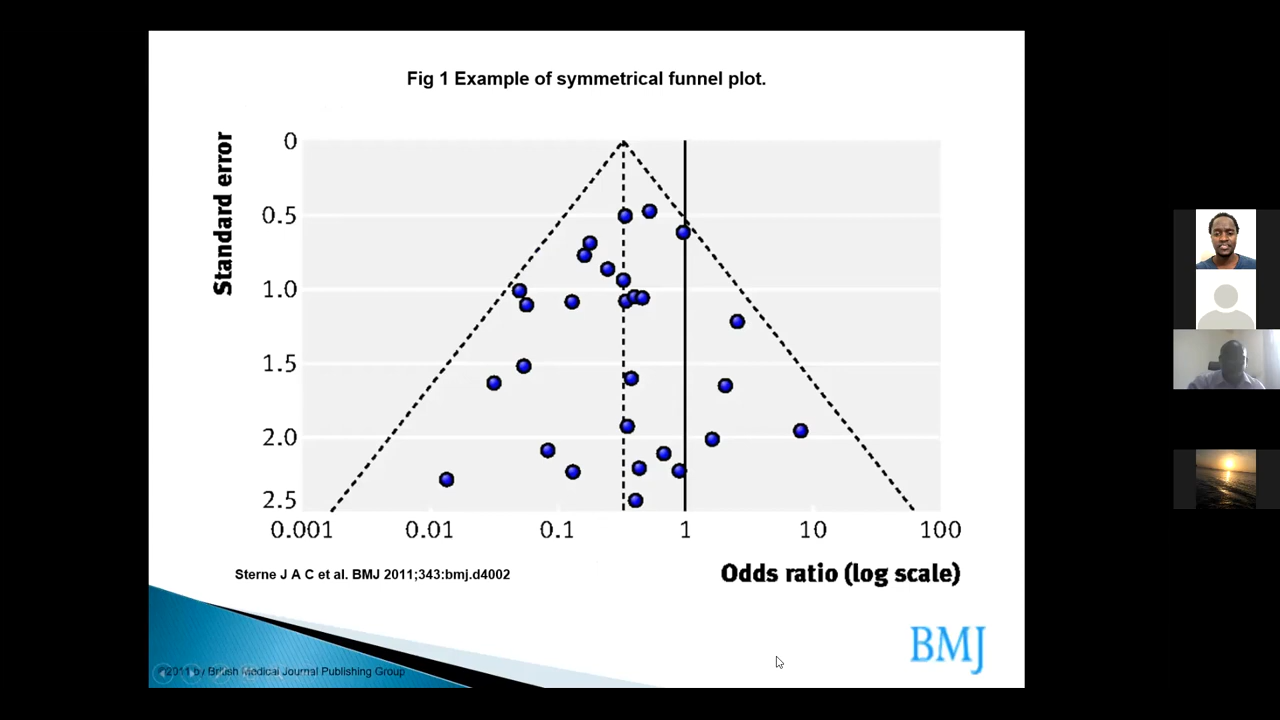 Fig 1 Example of symmetrical funnel plot.
Standard error
0
0.5
1.0
1.5
2.0
2.5
0.001 0.01 0.1 1 10 100
Odds ratio (log scale)
Sterne J A C et al. BMJ 2011;343:bmj.d4002
BMJ
©2011 by British Medical Journal Publishing Group